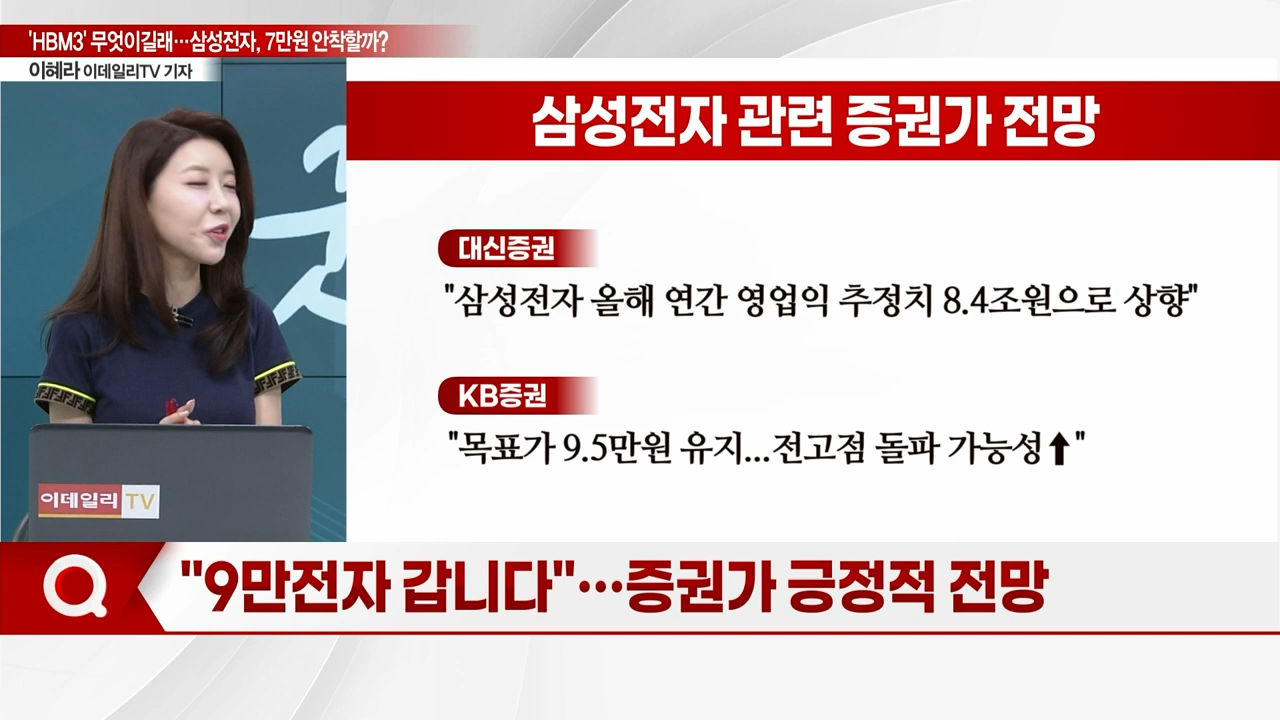 'HBM3' 무엇이길래…삼성전자, 7만원 안착할까?
이혜라 이데일리TV 기자
삼성전자 관련 증권가 전망
대신증권
"삼성전자 올해 연간 영업익 추정치 8.4조원으로 상향"
KB증권
"목표가 9.5만원 유지...전고점 돌파 가능성⬆"
이데일리 TV
Q "9만전자 갑니다"…증권가 긍정적 전망